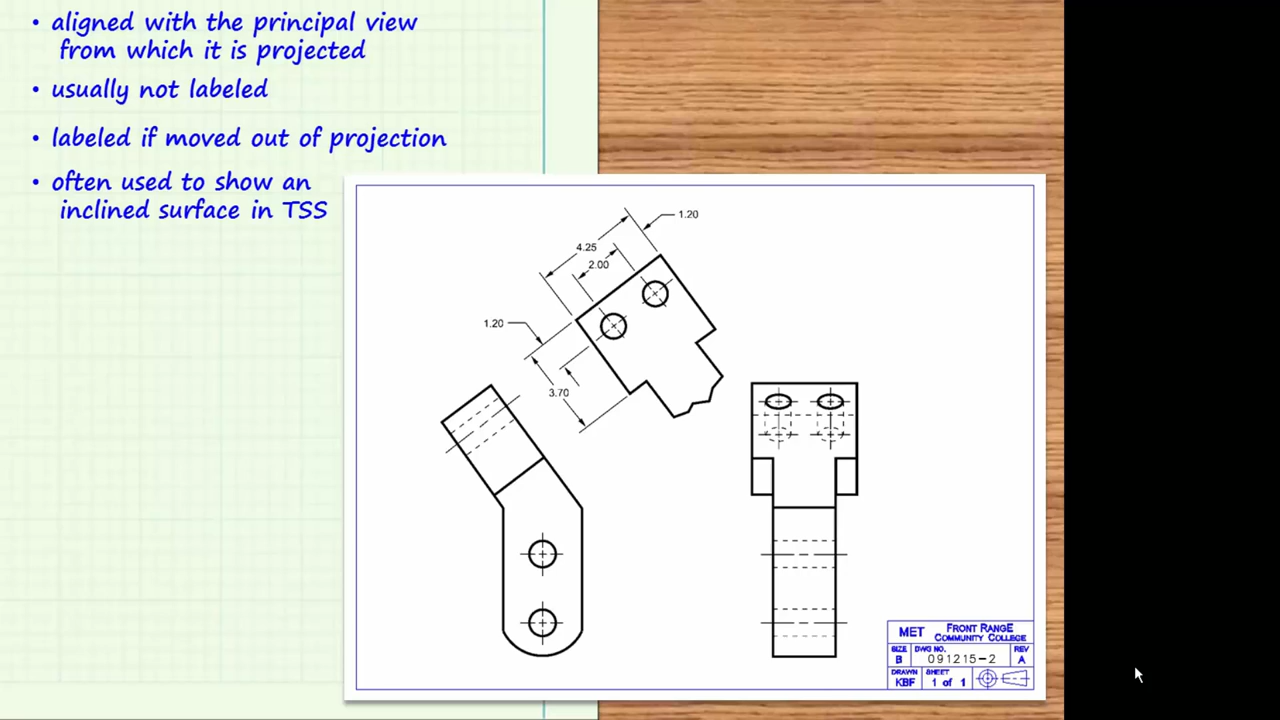 • aligned with the principal view
from which it is projected
• usually not labeled
• labeled if moved out of projection
• often used to show an
inclined surface in TSS
1.20
4.25
2.00
1.20
3.70
MET FRONT RANGE
COMMUNITY COLLEGE
SIZE DWG NO. REV
B 091215-2 A
DRAWN SHEET
KBF 1 of 1